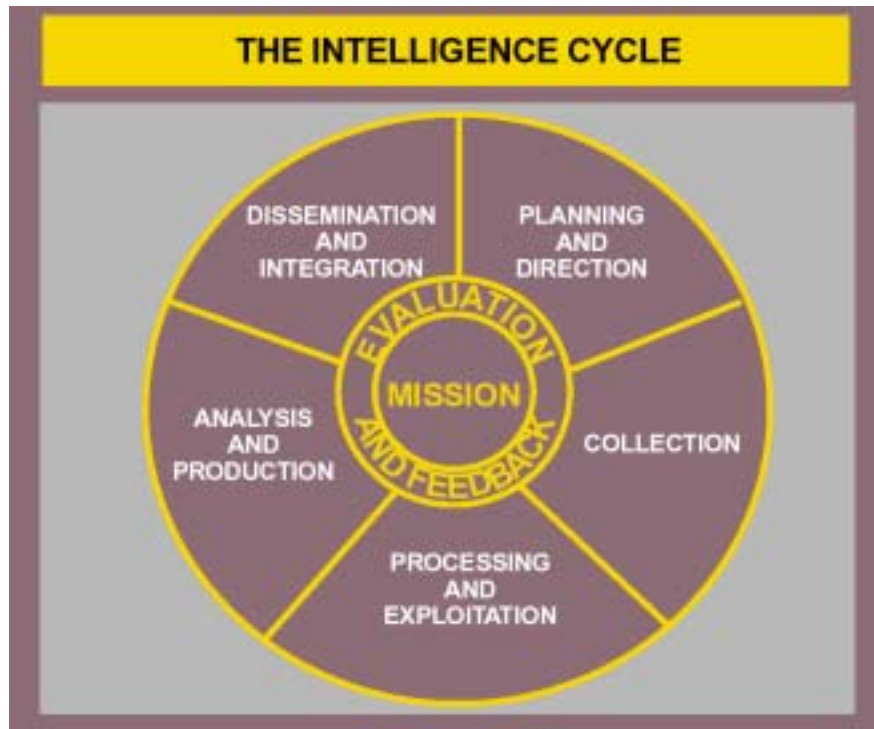 THE INTELLIGENCE CYCLE
DISSEMINATION
AND
INTEGRATION
PLANNING
AND
DIRECTION
EVALUATION
MISSION
AND FEEDBACK
ANALYSIS
AND
PRODUCTION
COLLECTION
PROCESSING
AND
EXPLOITATION